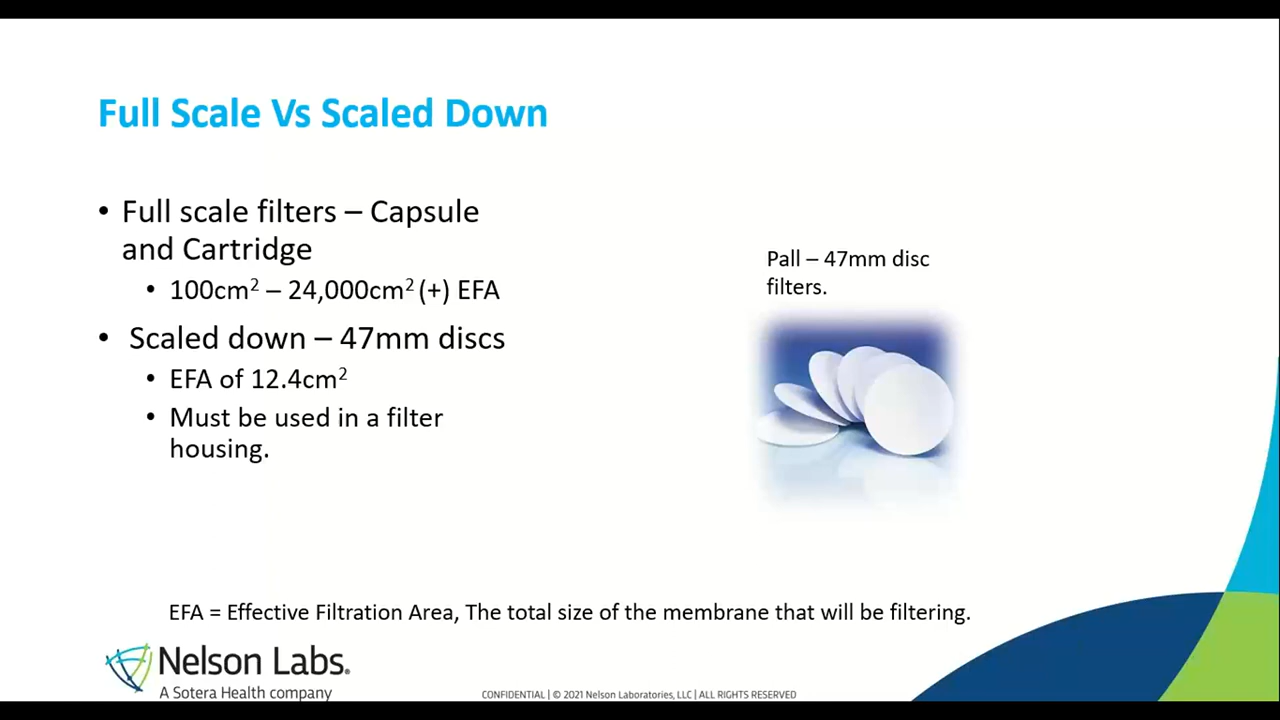 Full Scale Vs Scaled Down
• Full scale filters – Capsule
and Cartridge
• 100cm² – 24,000cm² (+) EFA
• Scaled down – 47mm discs
• EFA of 12.4cm²
• Must be used in a filter
housing.
Pall – 47mm disc
filters.
EFA = Effective Filtration Area, The total size of the membrane that will be filtering.
Nelson Labs®
A Sotera Health company
CONFIDENTIAL | © 2021 Nelson Laboratories, LLC | ALL RIGHTS RESERVED